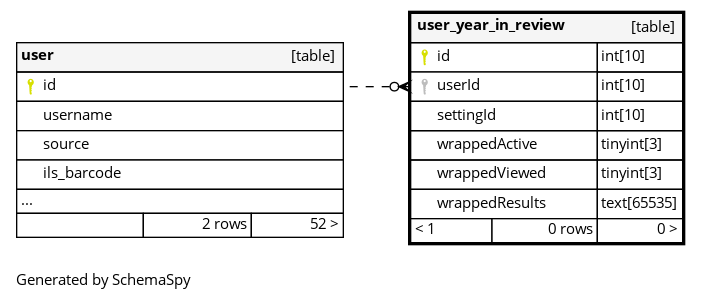 user [table]
id
username
source
ils_barcode
...
2 rows 52 >
user_year_in_review [table]
id int[10]
userId int[10]
settingId int[10]
wrappedActive tinyint[3]
wrappedViewed tinyint[3]
wrappedResults text[65535]
< 1 0 rows 0 >
Generated by SchemaSpy